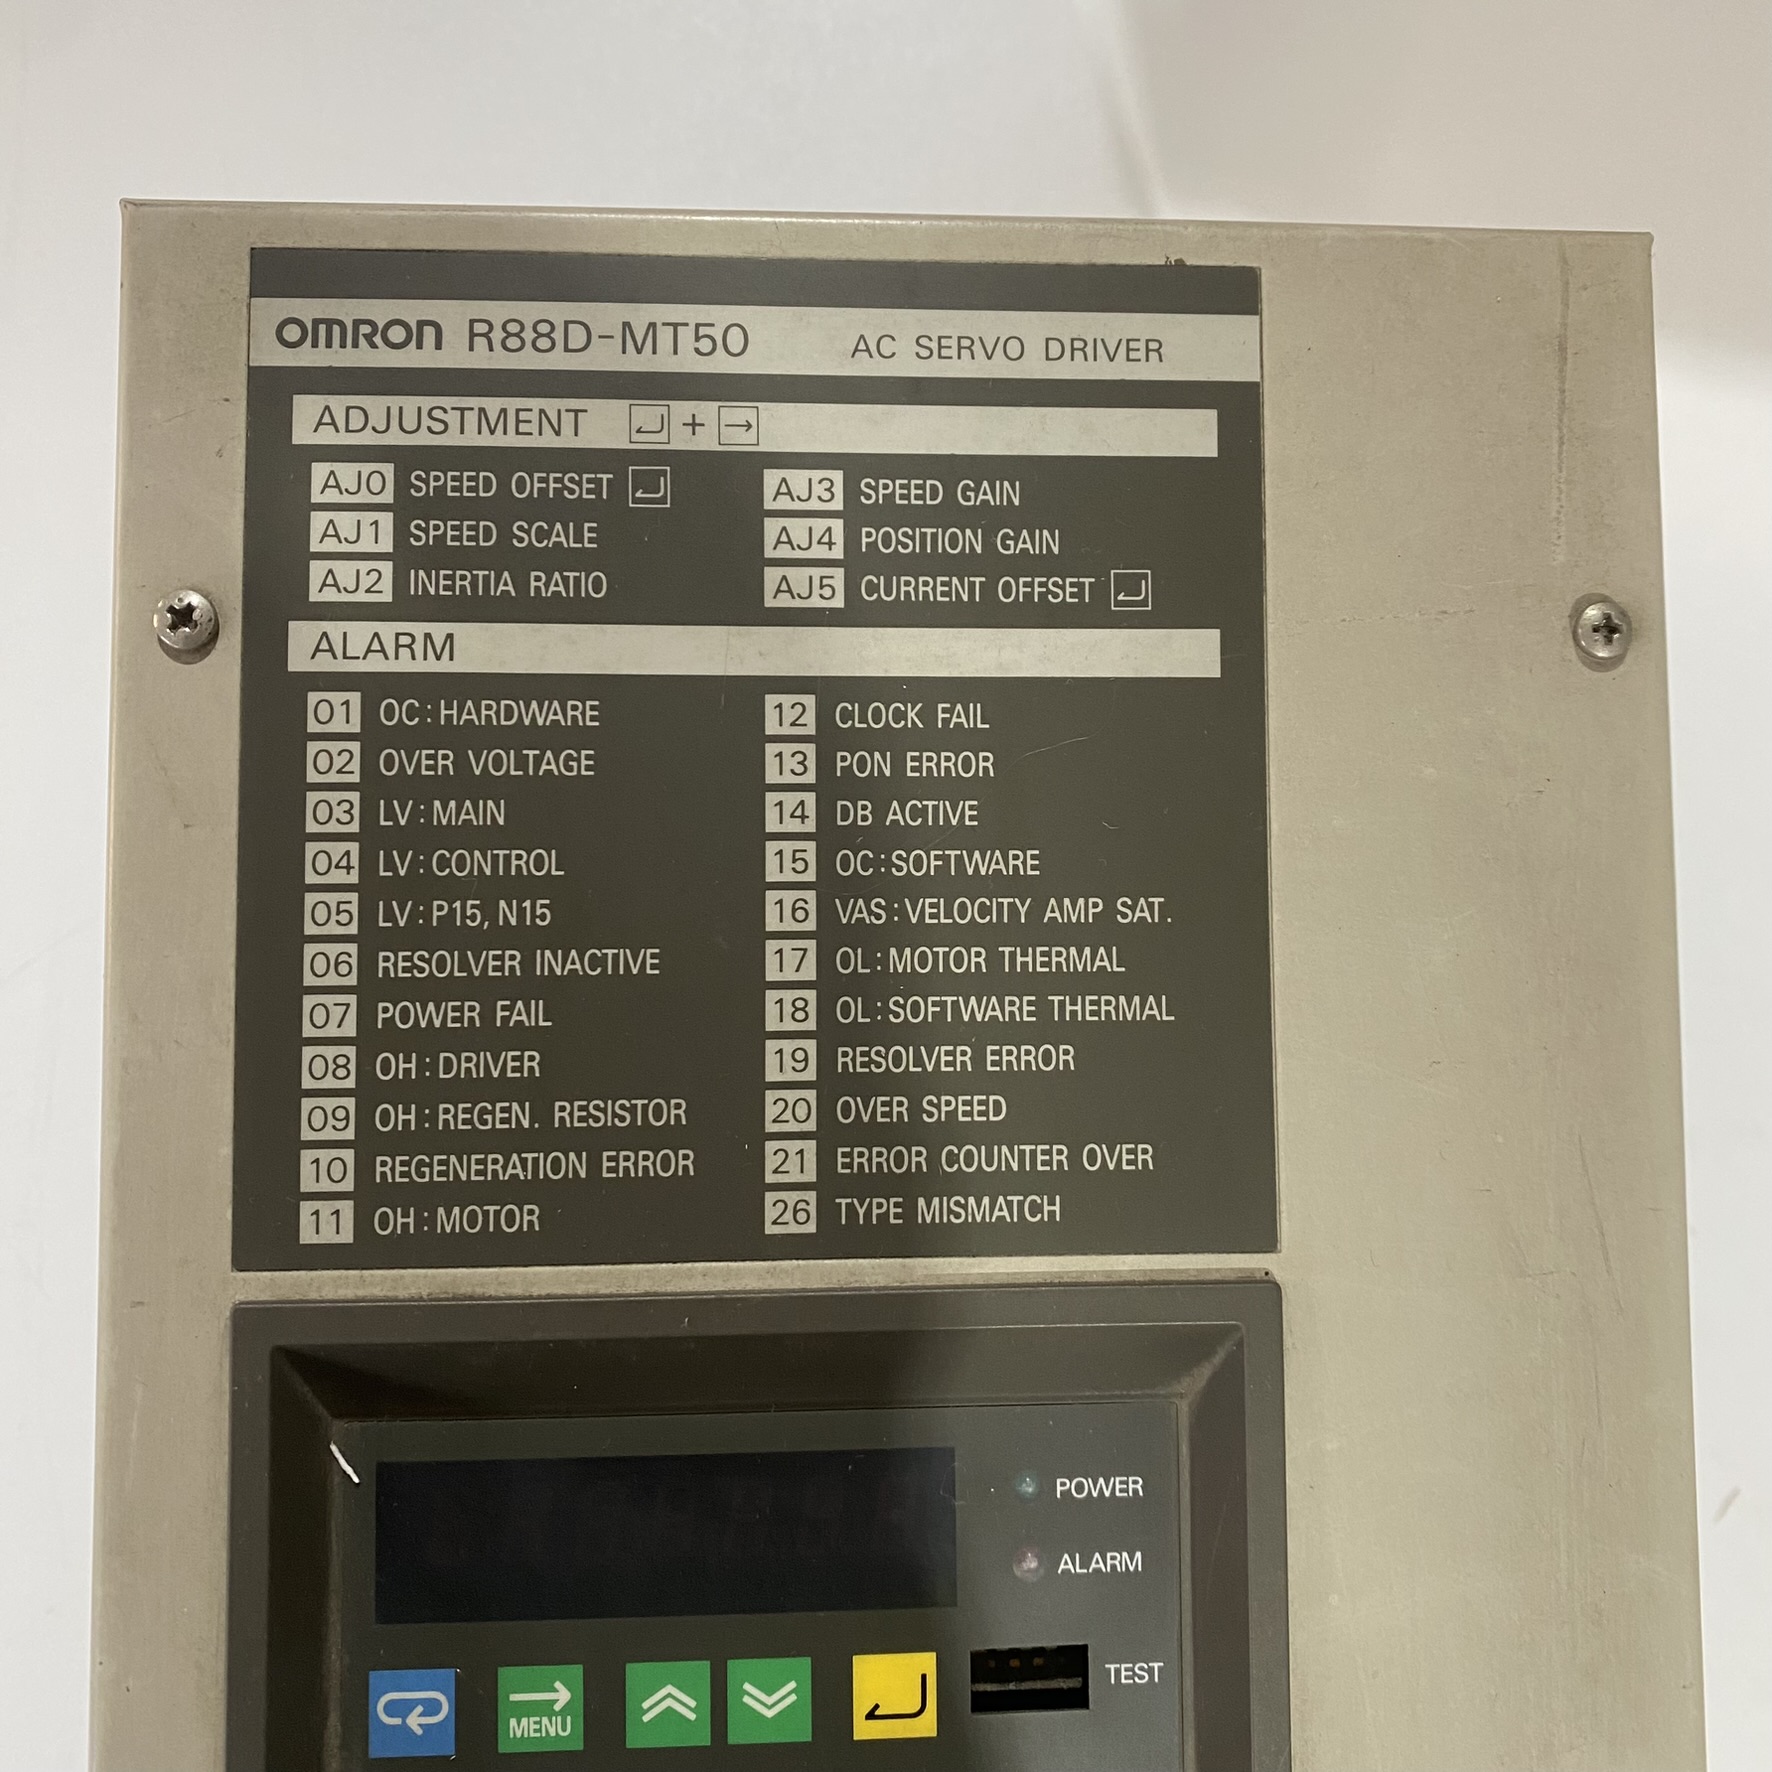 OMRON R88D-MT50 AC SERVO DRIVER
ADJUSTMENT ↵ + →
AJ0 SPEED OFFSET ↵
AJ1 SPEED SCALE
AJ2 INERTIA RATIO
AJ3 SPEED GAIN
AJ4 POSITION GAIN
AJ5 CURRENT OFFSET ↵
ALARM
01 OC:HARDWARE
02 OVER VOLTAGE
03 LV:MAIN
04 LV:CONTROL
05 LV:P15,N15
06 RESOLVER INACTIVE
07 POWER FAIL
08 OH:DRIVER
09 OH:REGEN. RESISTOR
10 REGENERATION ERROR
11 OH:MOTOR
12 CLOCK FAIL
13 PON ERROR
14 DB ACTIVE
15 OC:SOFTWARE
16 VAS:VELOCITY AMP SAT.
17 OL:MOTOR THERMAL
18 OL:SOFTWARE THERMAL
19 RESOLVER ERROR
20 OVER SPEED
21 ERROR COUNTER OVER
26 TYPE MISMATCH
POWER
ALARM
MENU
TEST